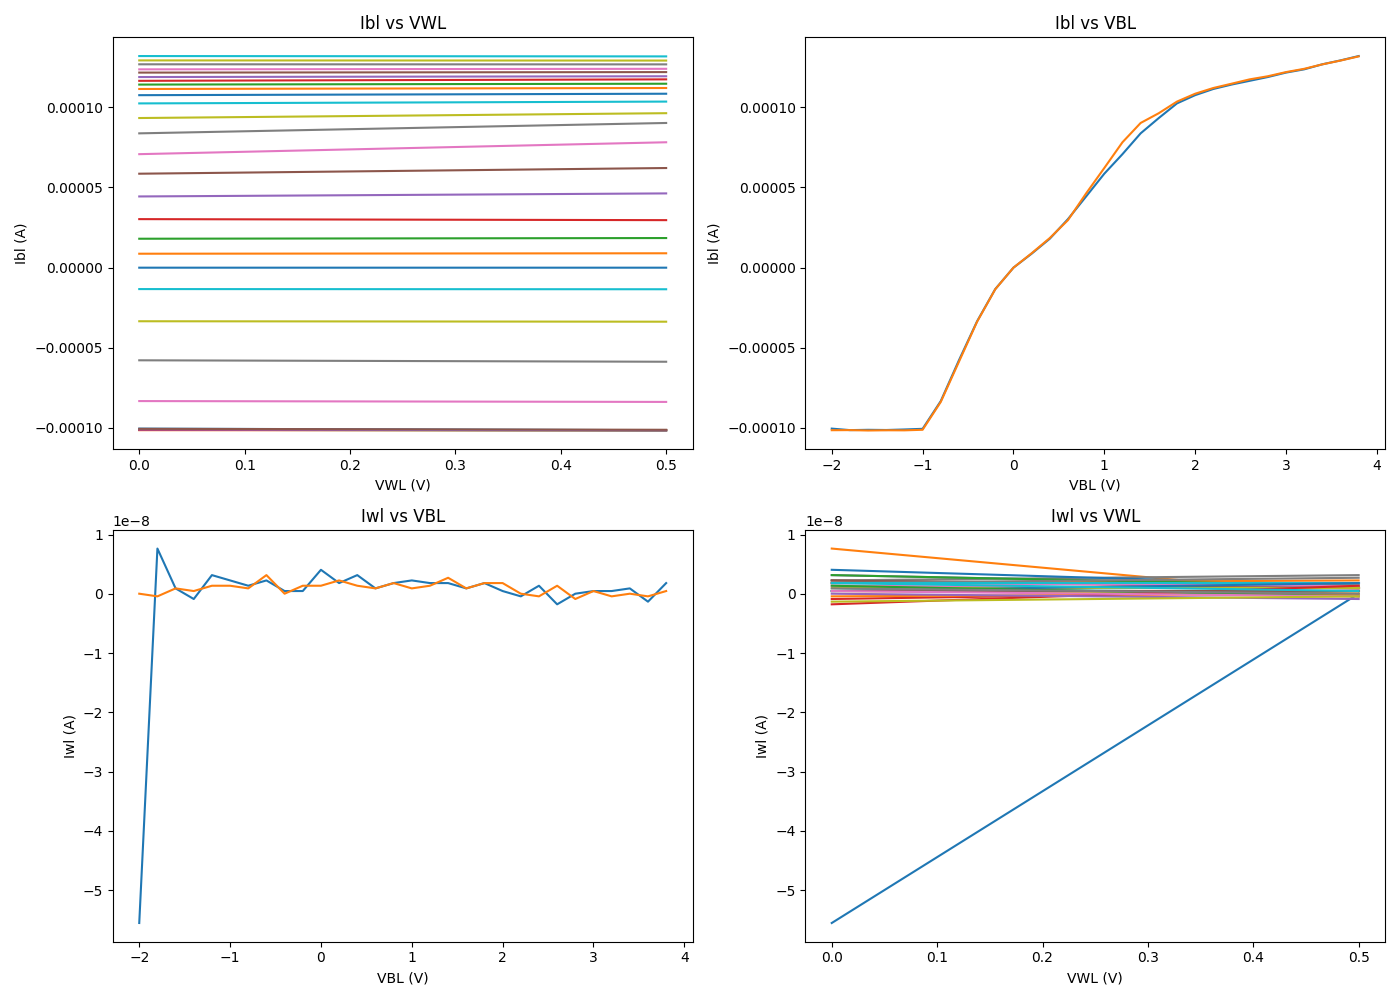 Ibl vs VWL
Ibl (A)
0.00010
0.00005
0.00000
−0.00005
−0.00010
0.0 0.1 0.2 0.3 0.4 0.5
VWL (V)
Ibl vs VBL
Ibl (A)
0.00010
0.00005
0.00000
−0.00005
−0.00010
−2 −1 0 1 2 3 4
VBL (V)
Iwl vs VBL
1e−8
Iwl (A)
1
0
−1
−2
−3
−4
−5
−2 −1 0 1 2 3 4
VBL (V)
Iwl vs VWL
1e−8
Iwl (A)
1
0
−1
−2
−3
−4
−5
0.0 0.1 0.2 0.3 0.4 0.5
VWL (V)